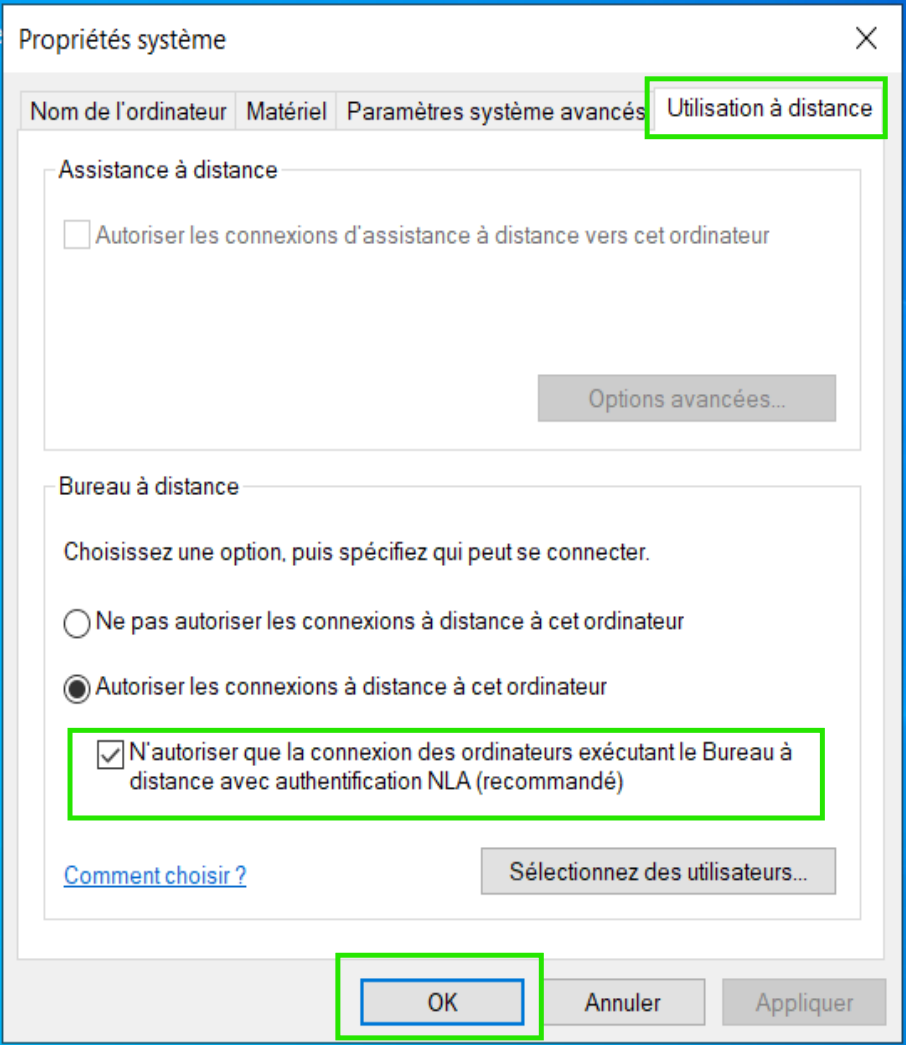 Propriétés système
Nom de l'ordinateur
Matériel
Paramètres système avancés
Utilisation à distance
Assistance à distance
Autoriser les connexions d'assistance à distance vers cet ordinateur
Options avancées...
Bureau à distance
Choisissez une option, puis spécifiez qui peut se connecter.
Ne pas autoriser les connexions à distance à cet ordinateur
Autoriser les connexions à distance à cet ordinateur
N'autoriser que la connexion des ordinateurs exécutant le Bureau à
distance avec authentification NLA (recommandé)
Comment choisir ?
Sélectionnez des utilisateurs...
OK
Annuler
Appliquer